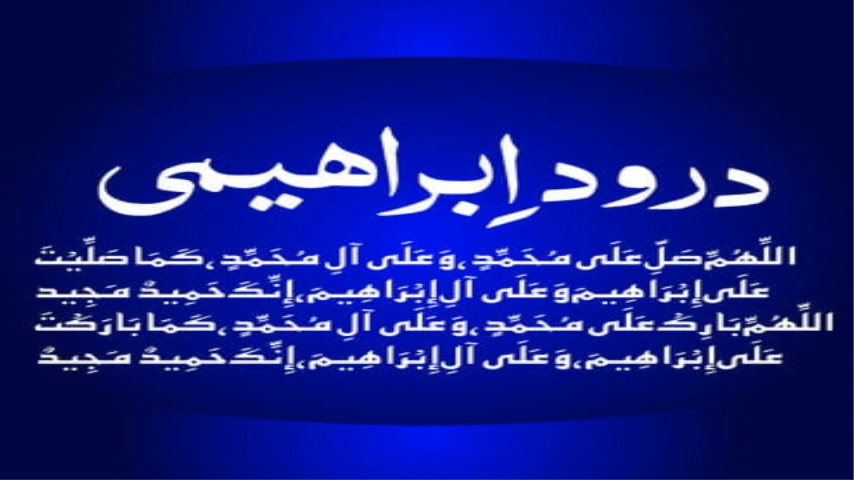 درود اِبراهيمى
اللَّهُمَّ صَلِّ عَلَى مُحَمَّدٍ، وَعَلَى آلِ مُحَمَّدٍ، كَمَا صَلَّيْتَ
عَلَى إِبْرَاهِيمَ وَعَلَى آلِ إِبْرَاهِيمَ، إِنَّكَ حَمِيدٌ مَجِيد
اللَّهُمَّ بَارِكْ عَلَى مُحَمَّدٍ، وَعَلَى آلِ مُحَمَّدٍ، كَمَا بَارَكْتَ
عَلَى إِبْرَاهِيمَ، وَعَلَى آلِ إِبْرَاهِيمَ، إِنَّكَ حَمِيدٌ مَجِيدٌ